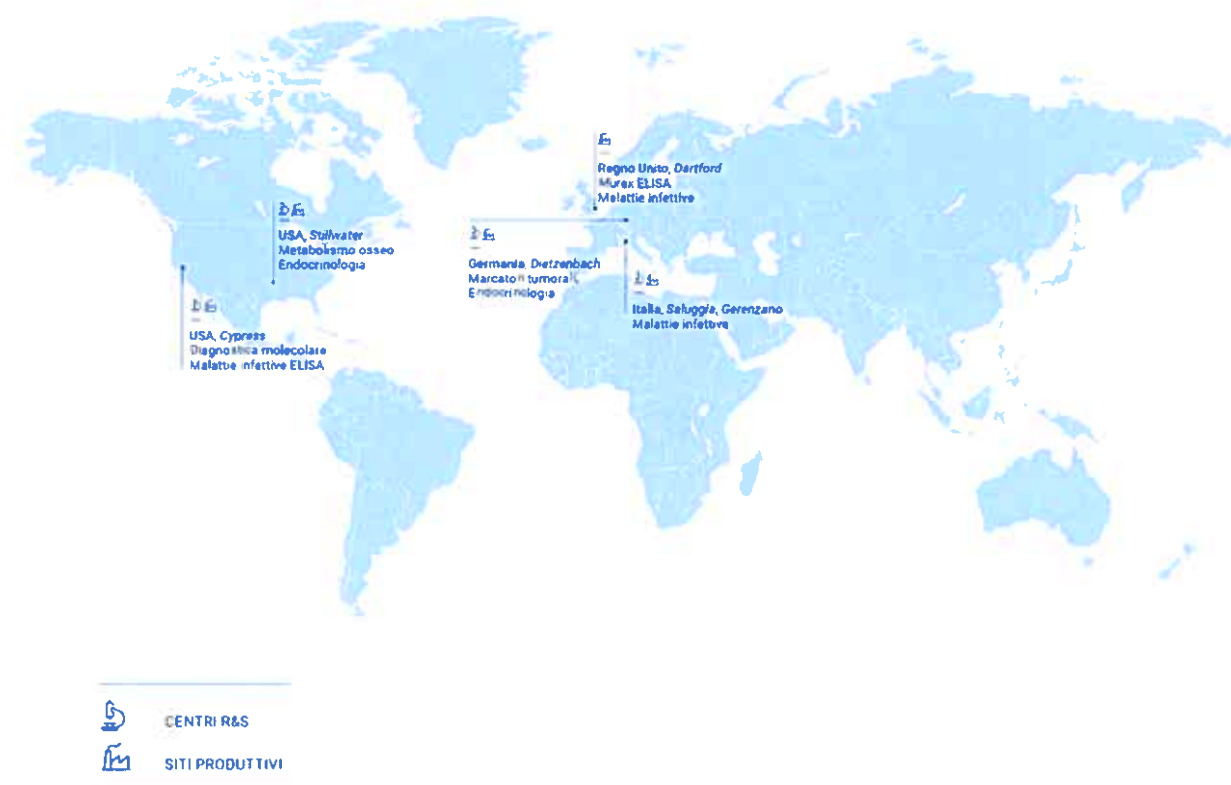 Regno Unito, Dartford
Murex ELISA
Malattie infettive
USA, Stillwater
Metabolismo osseo
Endocrinologia
Germania, Dietzenbach
Marcatori tumorali
Endocrinologia
Italia, Saluggia, Gerenzano
Malattie infettive
USA, Cypress
Diagnostica molecolare
Malattie infettive ELISA
CENTRI R&S
SITI PRODUTTIVI